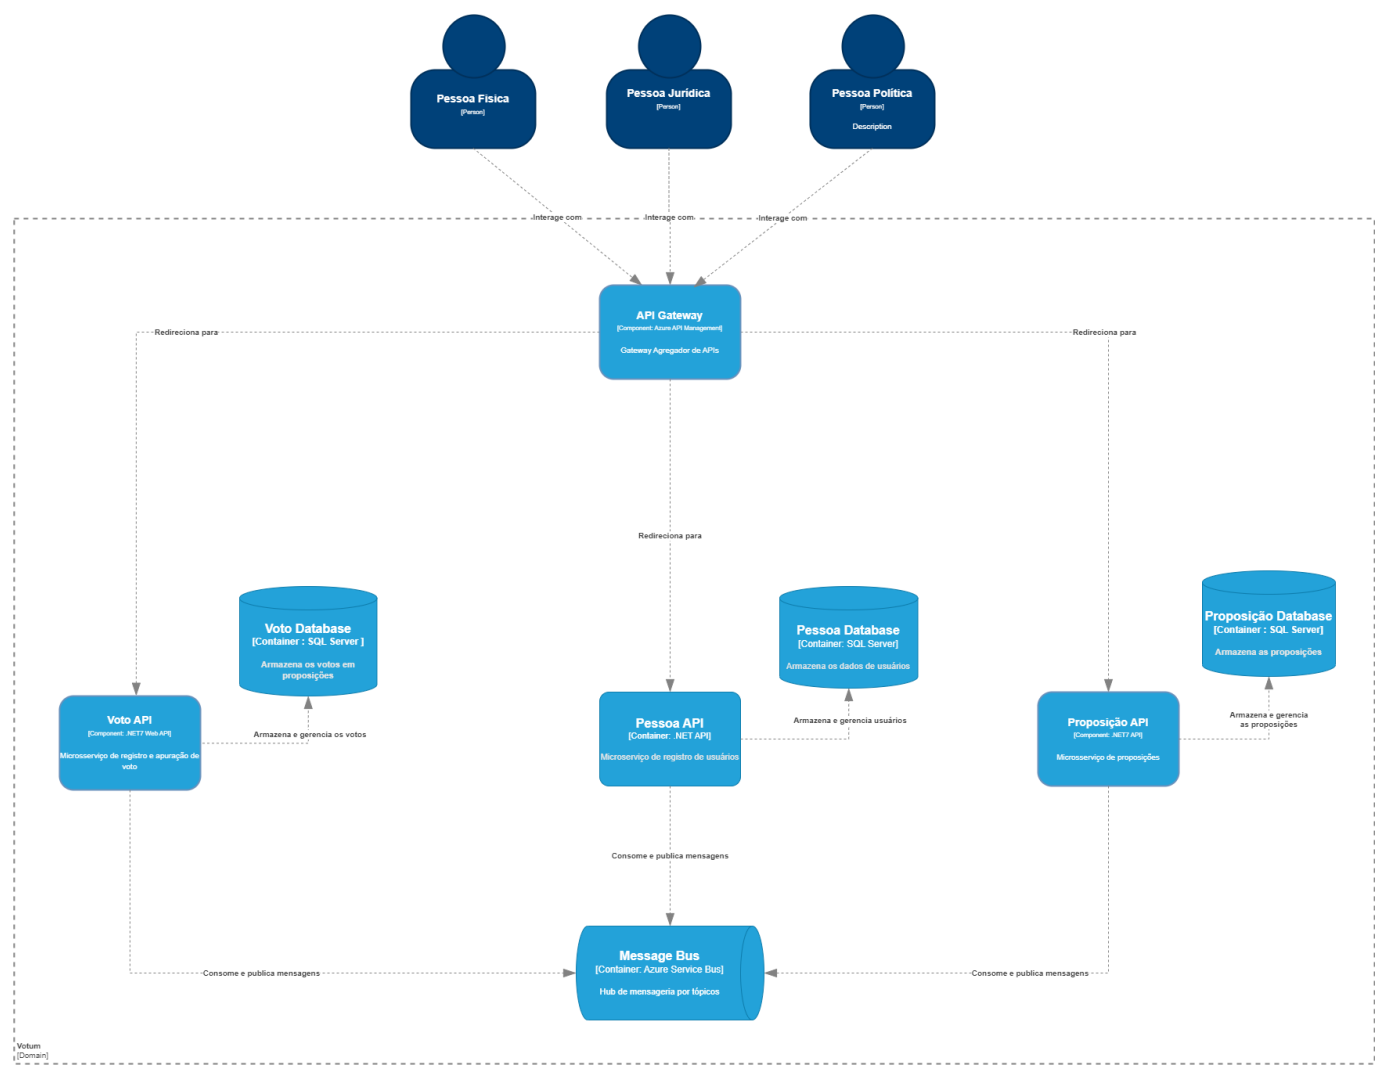 Pessoa Fisica
[Person]
Pessoa Jurídica
[Person]
Pessoa Política
[Person]
Description
Interage com
Interage com
Interage com
API Gateway
[Component: Azure API Management]
Gateway Agregador de APIs
Redireciona para
Redireciona para
Redireciona para
Voto Database
[Container : SQL Server ]
Armazena os votos em
proposições
Pessoa Database
[Container: SQL Server]
Armazena os dados de usuários
Proposição Database
[Container : SQL Server]
Armazena as proposições
Voto API
[Component: .NET7 Web API]
Microsserviço de registro e apuração de
voto
Armazena e gerencia os votos
Pessoa API
[Container: .NET API]
Microserviço de registro de usuários
Armazena e gerencia usuários
Proposição API
[Component: .NET7 API]
Microsserviço de proposições
Armazena e gerencia
as proposições
Consome e publica mensagens
Consome e publica mensagens
Consome e publica mensagens
Message Bus
[Container: Azure Service Bus]
Hub de mensageria por tópicos
Votum
[Domain]